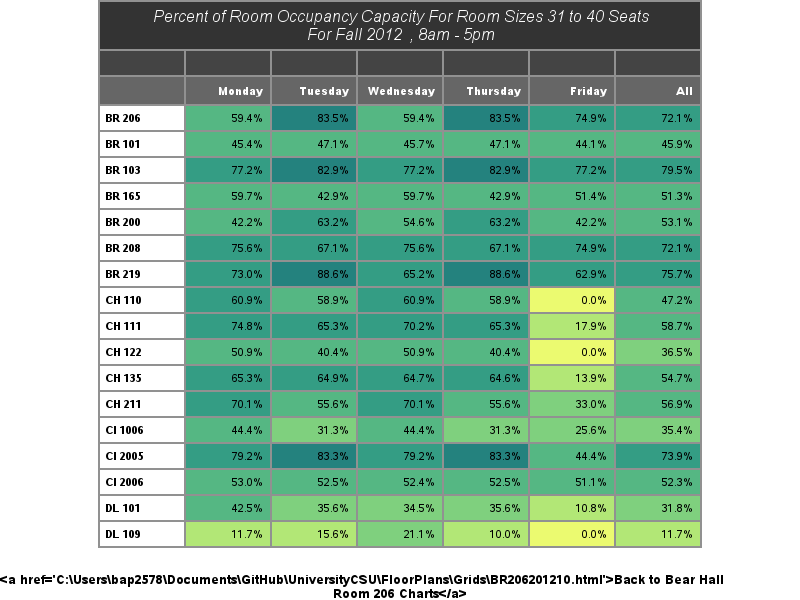 Percent of Room Occupancy Capacity For Room Sizes 31 to 40 Seats
For Fall 2012 , 8am - 5pm
Monday Tuesday Wednesday Thursday Friday All
BR 206 59.4% 83.5% 59.4% 83.5% 74.9% 72.1%
BR 101 45.4% 47.1% 45.7% 47.1% 44.1% 45.9%
BR 103 77.2% 82.9% 77.2% 82.9% 77.2% 79.5%
BR 165 59.7% 42.9% 59.7% 42.9% 51.4% 51.3%
BR 200 42.2% 63.2% 54.6% 63.2% 42.2% 53.1%
BR 208 75.6% 67.1% 75.6% 67.1% 74.9% 72.1%
BR 219 73.0% 88.6% 65.2% 88.6% 62.9% 75.7%
CH 110 60.9% 58.9% 60.9% 58.9% 0.0% 47.2%
CH 111 74.8% 65.3% 70.2% 65.3% 17.9% 58.7%
CH 122 50.9% 40.4% 50.9% 40.4% 0.0% 36.5%
CH 135 65.3% 64.9% 64.7% 64.6% 13.9% 54.7%
CH 211 70.1% 55.6% 70.1% 55.6% 33.0% 56.9%
CI 1006 44.4% 31.3% 44.4% 31.3% 25.6% 35.4%
CI 2005 79.2% 83.3% 79.2% 83.3% 44.4% 73.9%
CI 2006 53.0% 52.5% 52.4% 52.5% 51.1% 52.3%
DL 101 42.5% 35.6% 34.5% 35.6% 10.8% 31.8%
DL 109 11.7% 15.6% 21.1% 10.0% 0.0% 11.7%
<a href='C:\Users\bap2578\Documents\GitHub\UniversityCSU\FloorPlans\Grids\BR206201210.html'>Back to Bear Hall
Room 206 Charts</a>